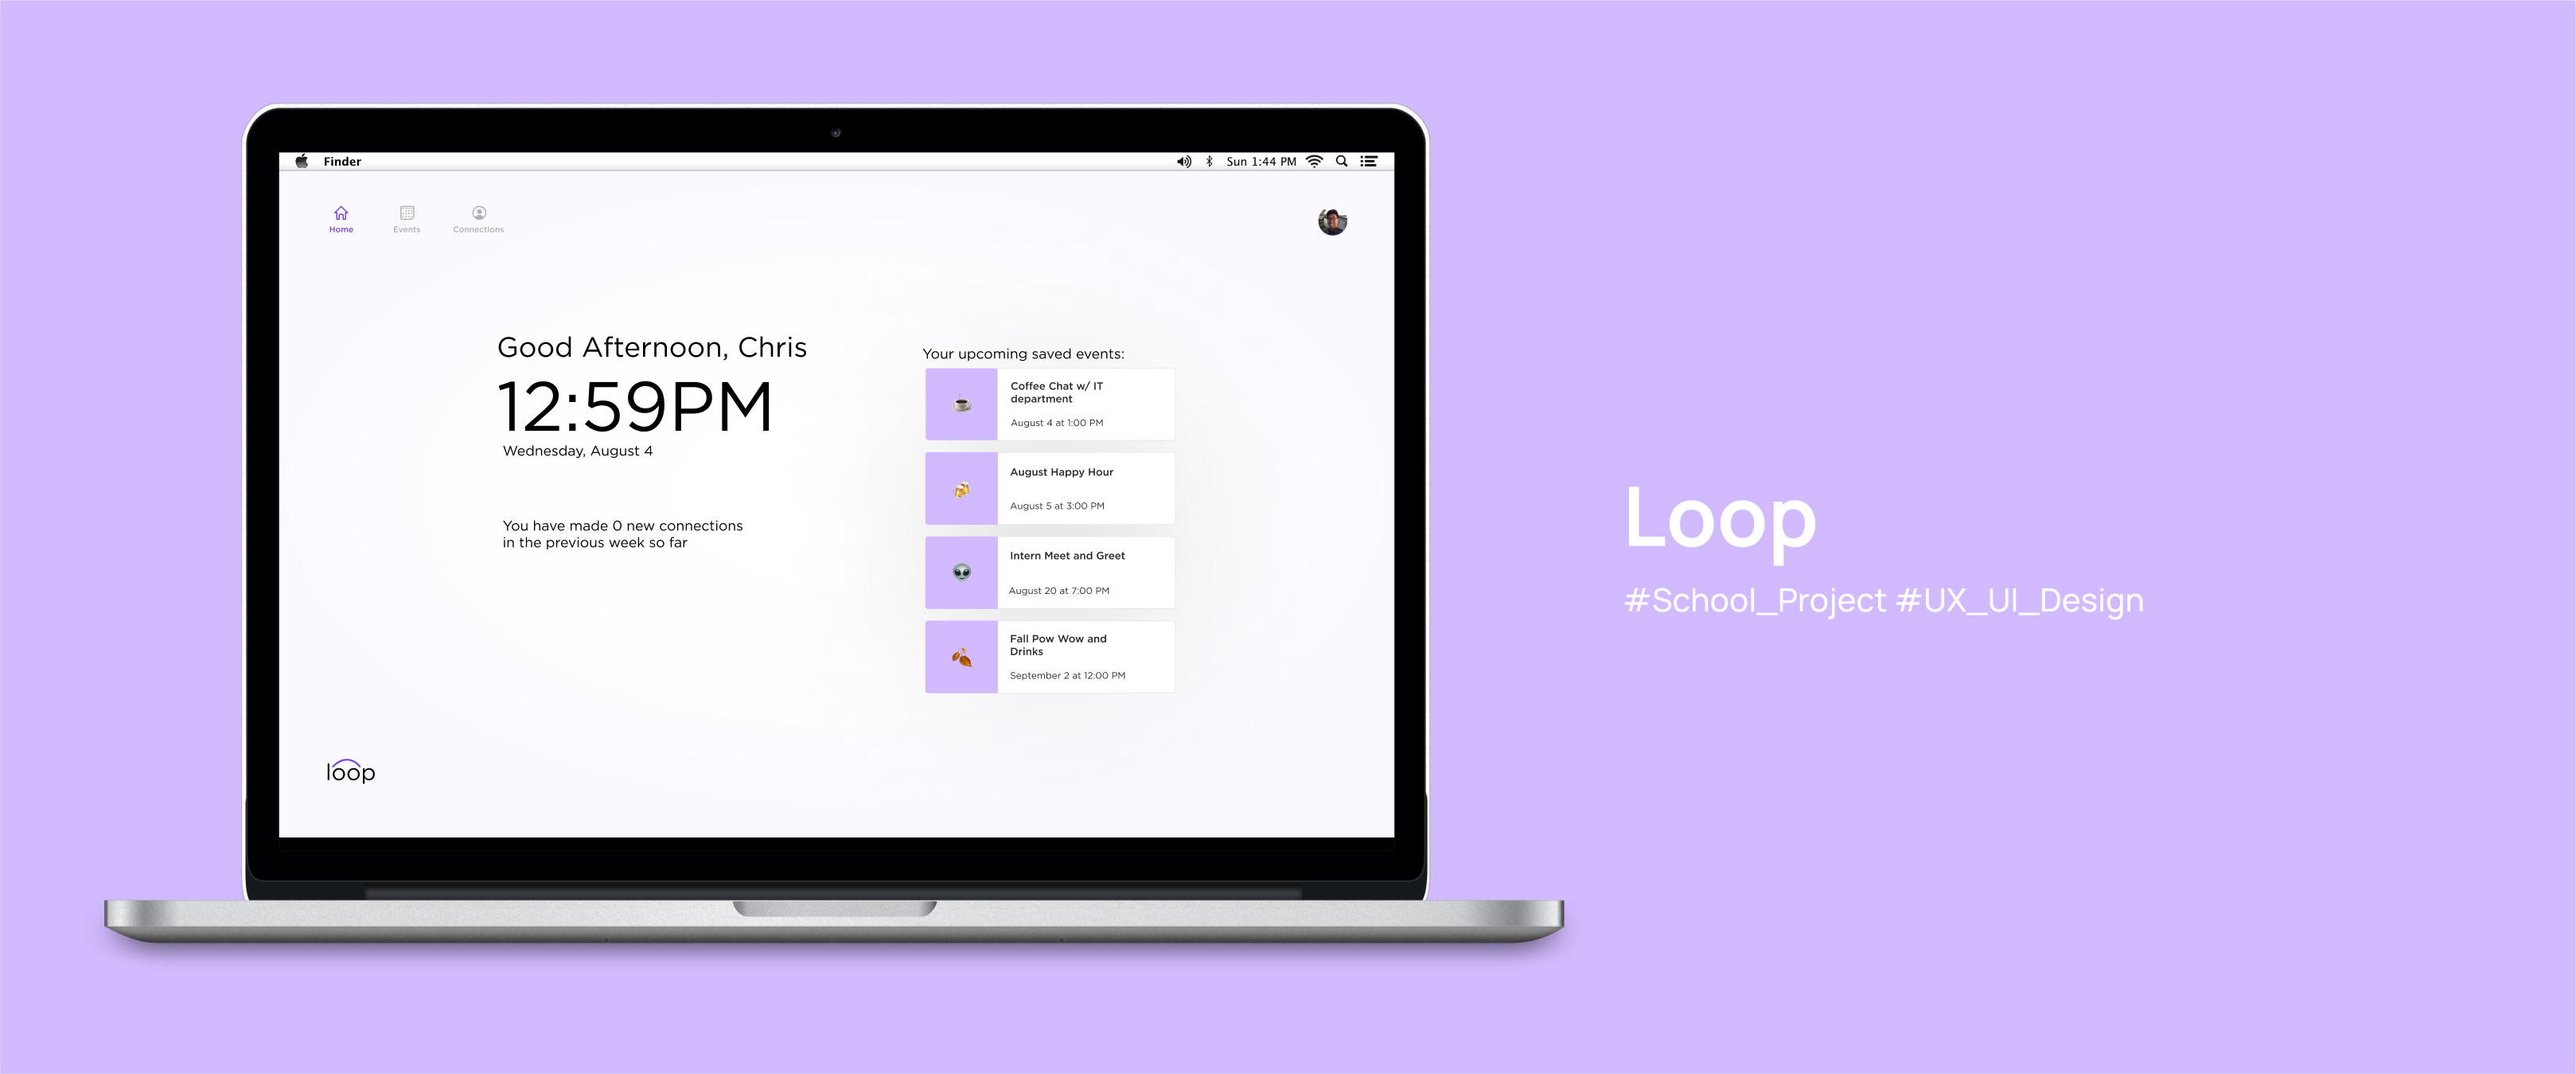 Finder
Sun 1:44 PM
Home
Events
Connections
Good Afternoon, Chris
12:59PM
Wednesday, August 4
You have made 0 new connections
in the previous week so far
Your upcoming saved events:
Coffee Chat w/ IT
department
August 4 at 1:00 PM
August Happy Hour
August 5 at 3:00 PM
Intern Meet and Greet
August 20 at 7:00 PM
Fall Pow Wow and
Drinks
September 2 at 12:00 PM
loop
Loop
#School_Project #UX_UI_Design